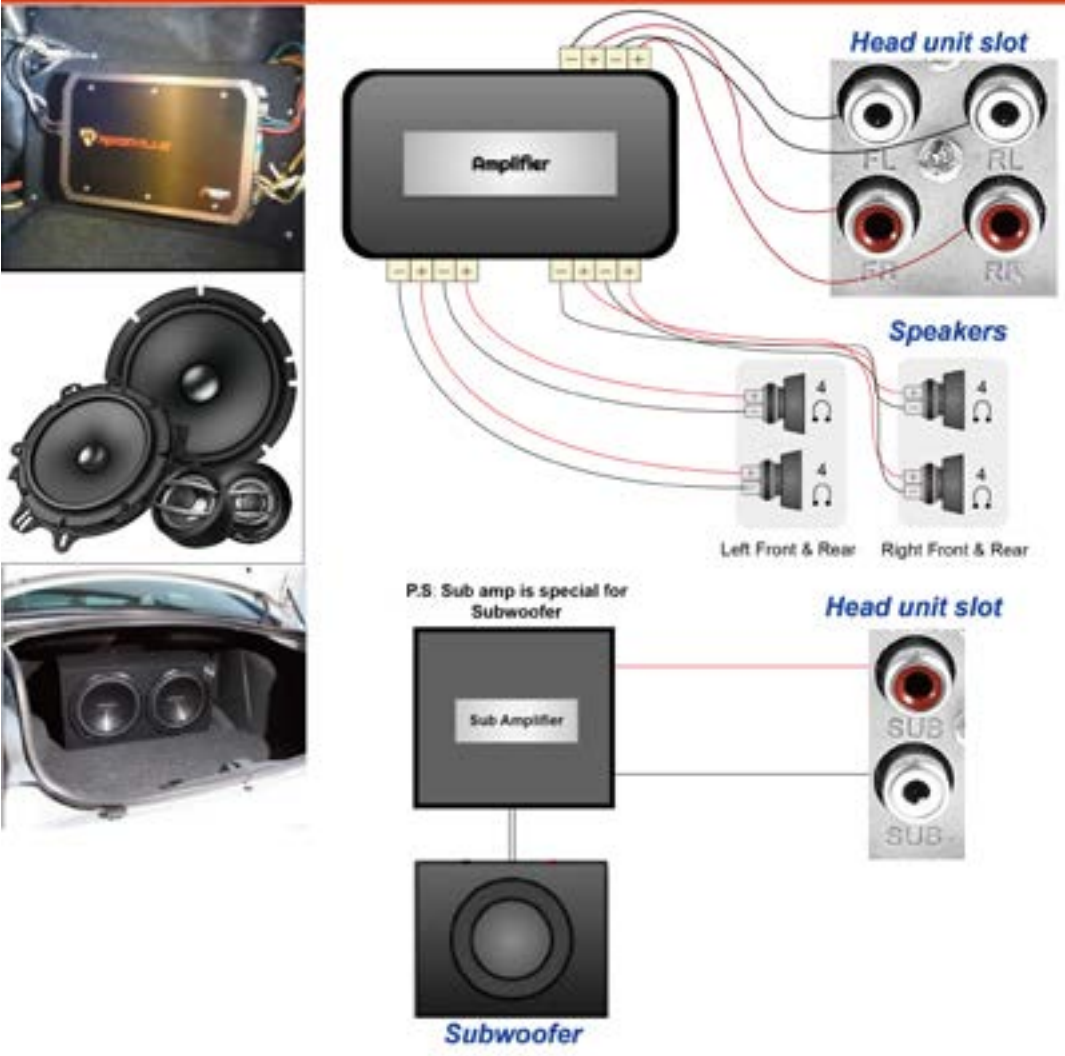 Head unit slot
− + − +
Amplifier
FL RL
FR RR
− + − + − + − +
Speakers
+ 4 + 4
− −
+ 4 + 4
− −
Left Front & Rear Right Front & Rear
P.S: Sub amp is special for
Subwoofer
Head unit slot
Sub Amplifier
SUB
SUB
Subwoofer